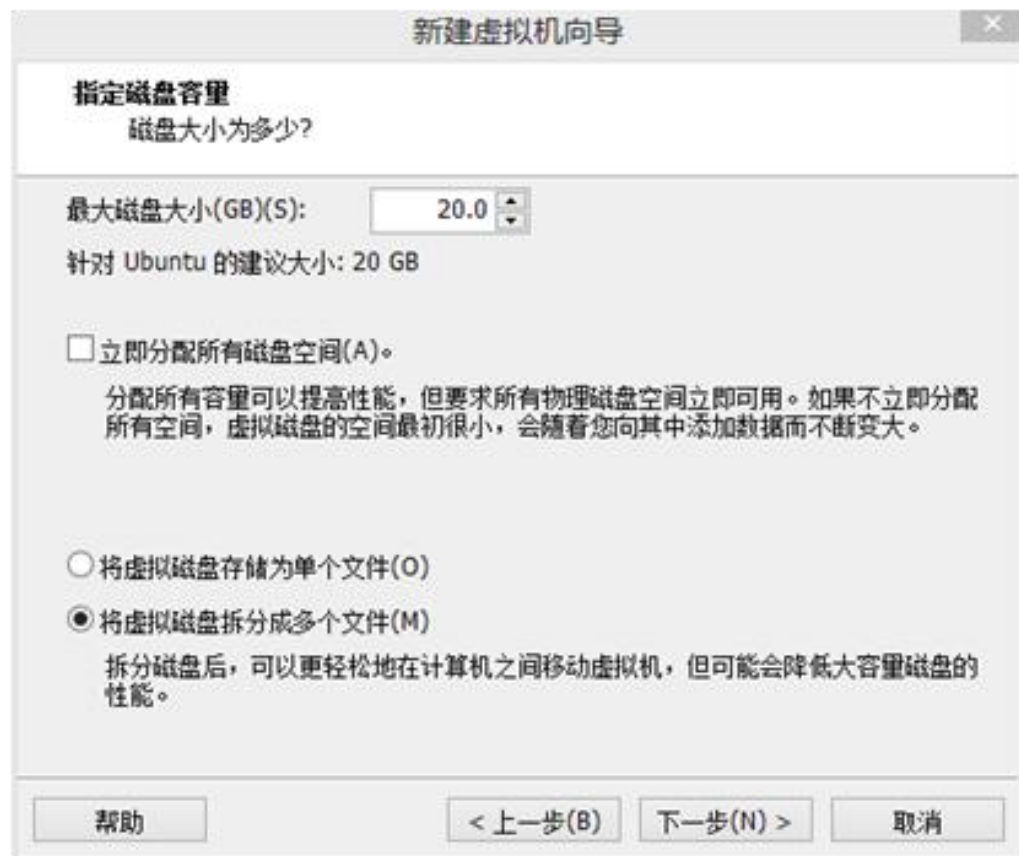 新建虚拟机向导
指定磁盘容量
磁盘大小为多少?
最大磁盘大小(GB)(S): 20.0
针对 Ubuntu 的建议大小: 20 GB
立即分配所有磁盘空间(A)。
分配所有容量可以提高性能，但要求所有物理磁盘空间立即可用。如果不立即分配
所有空间，虚拟磁盘的空间最初很小，会随着您向其中添加数据而不断变大。
将虚拟磁盘存储为单个文件(O)
将虚拟磁盘拆分成多个文件(M)
拆分磁盘后，可以更轻松地在计算机之间移动虚拟机，但可能会降低大容量磁盘的
性能。
帮助 < 上一步(B) 下一步(N) > 取消